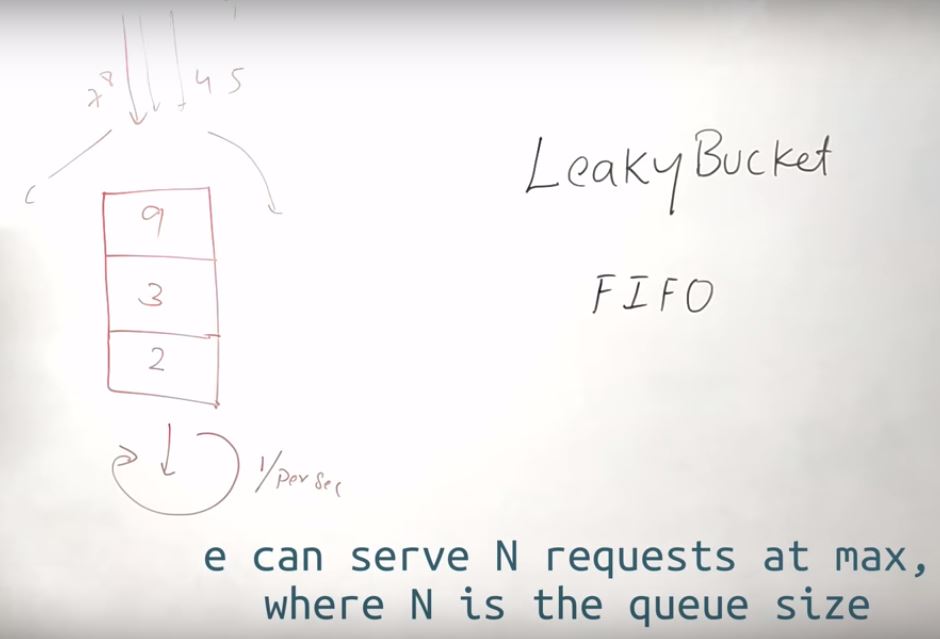 7 8 4 5
Leaky Bucket
9
FIFO
3
2
1/per sec
e can serve N requests at max,
where N is the queue size